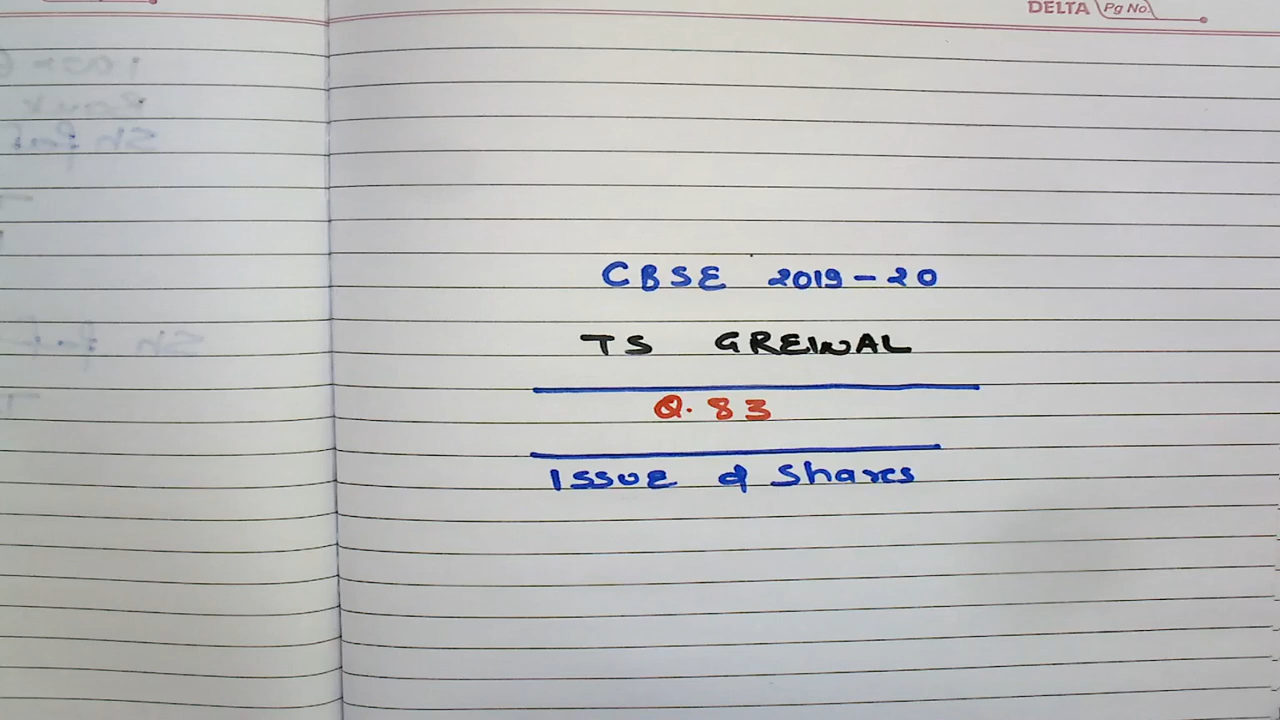 DELTA Pg No
CBSE 2019-20
TS GREWAL
Q. 83
ISSUE of Shares